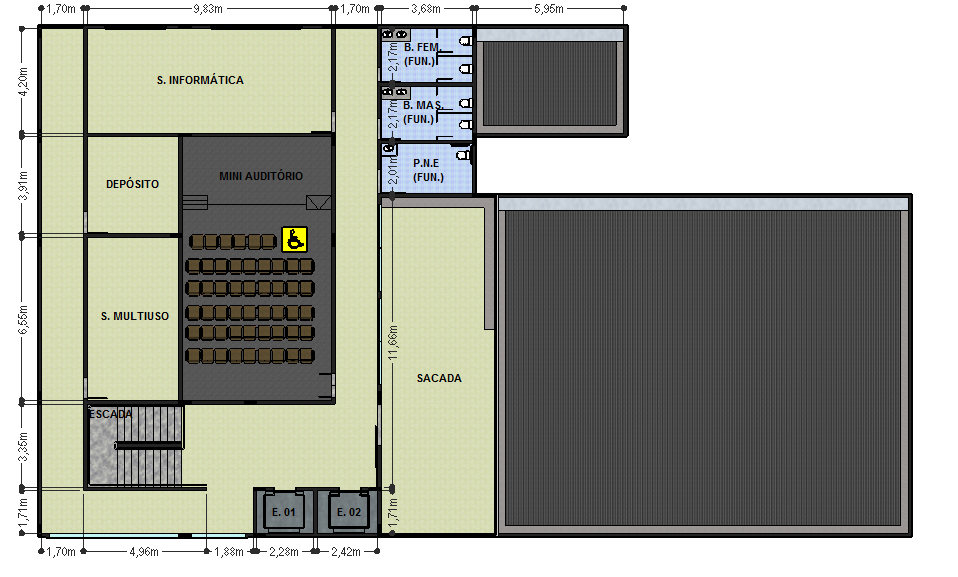 1,70m 9,83m 1,70m 3,68m 5,95m
B. FEM.
(FUN.)
2,17m
4,20m
S. INFORMÁTICA
B. MAS.
(FUN.)
2,17m
P.N.E
(FUN.)
2,01m
MINI AUDITÓRIO
DEPÓSITO
3,91m
S. MULTIUSO
6,55m
11,66m
SACADA
ESCADA
3,35m
E. 01
E. 02
1,71m
1,71m
1,70m 4,96m 1,88m 2,28m 2,42m